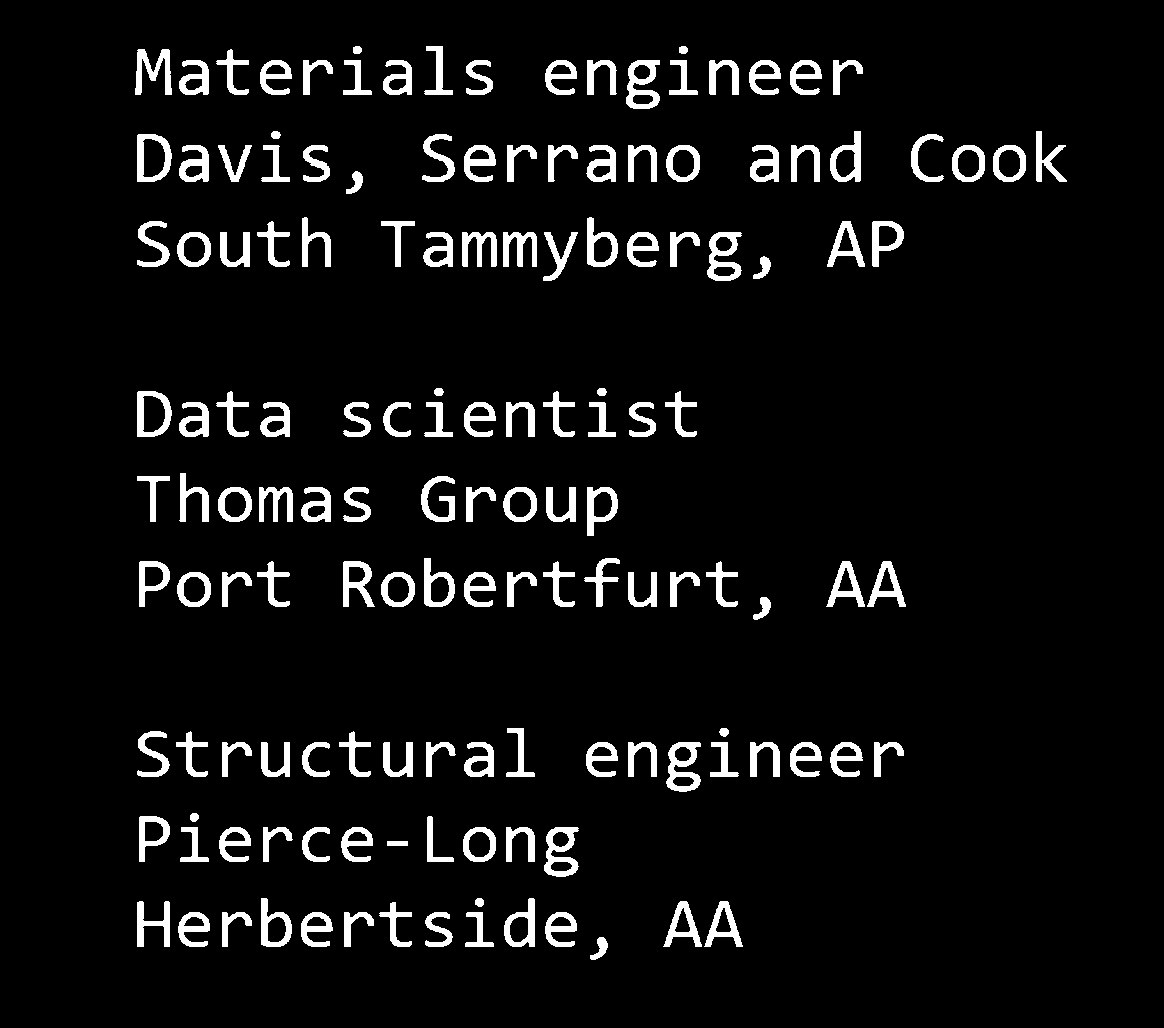 Materials engineer
Davis, Serrano and Cook
South Tammyberg, AP

Data scientist
Thomas Group
Port Robertfurt, AA

Structural engineer
Pierce-Long
Herbertside, AA